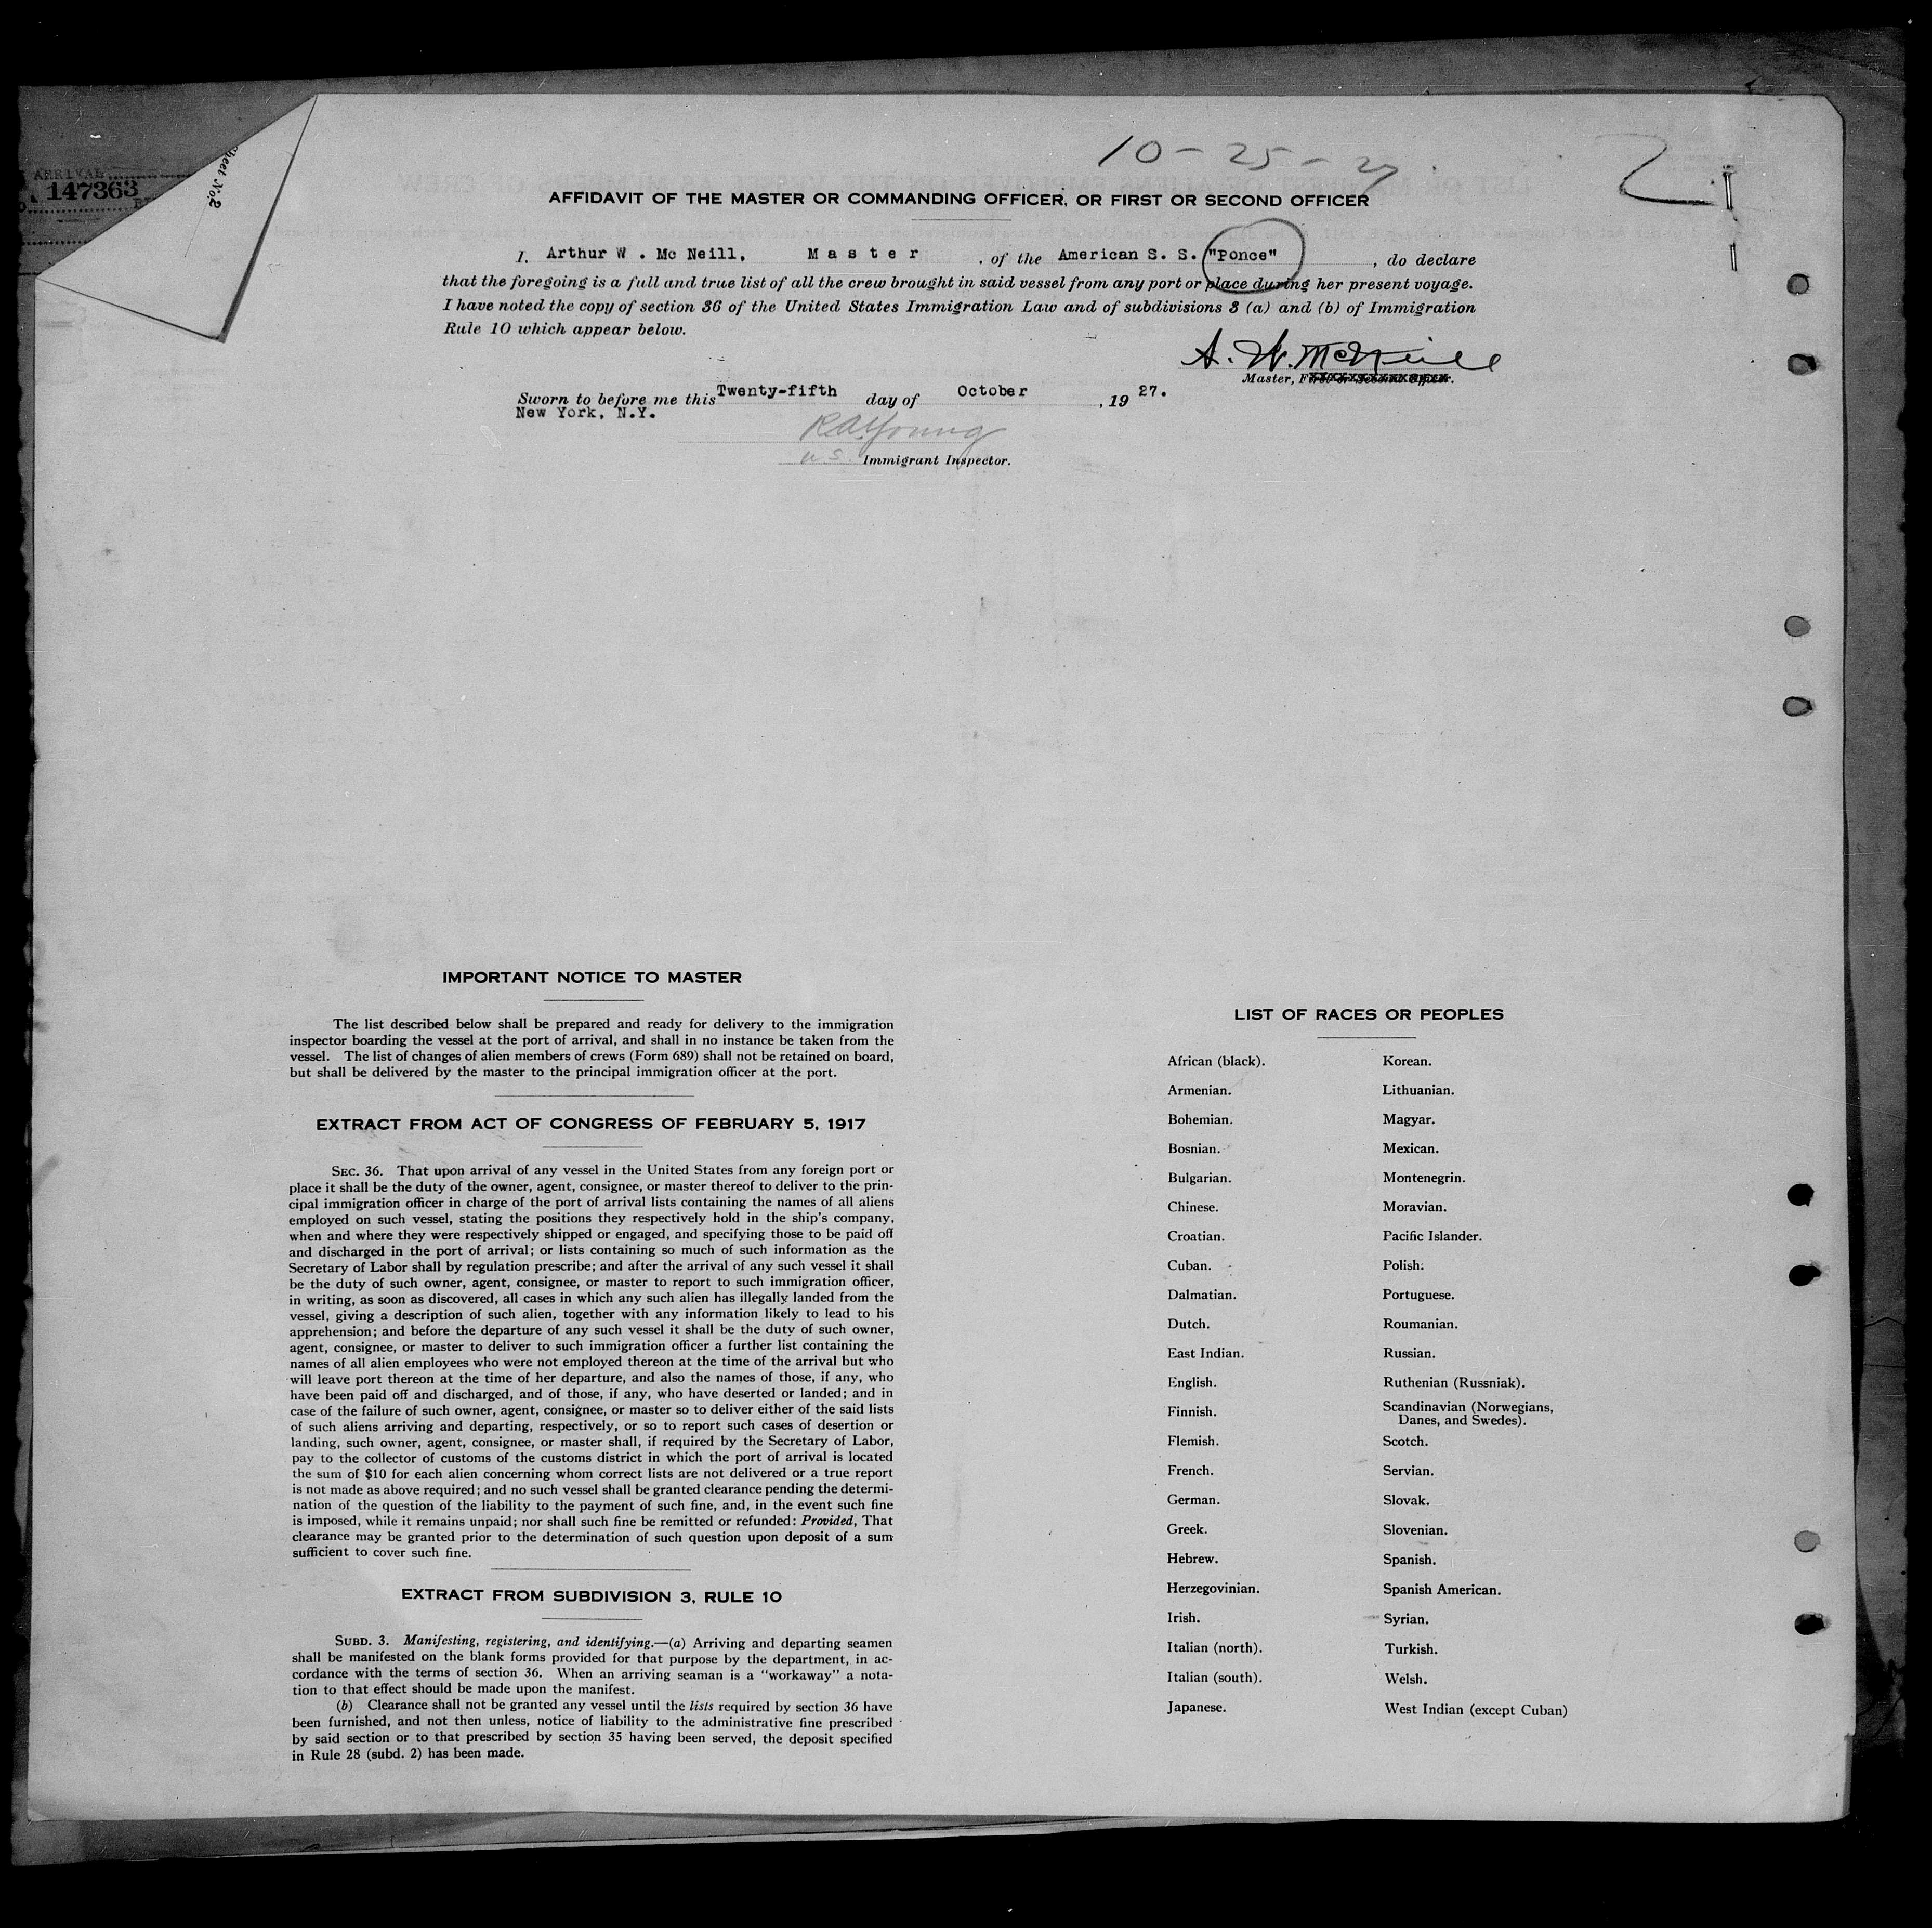 10-25-27
ARRIVAL
147363
Sheet No. 2
AFFIDAVIT OF THE MASTER OR COMMANDING OFFICER, OR FIRST OR SECOND OFFICER
I, Arthur W . Mc Neill, M a s t e r , of the American S. S. "Ponce" , do declare
that the foregoing is a full and true list of all the crew brought in said vessel from any port or place during her present voyage.
I have noted the copy of section 36 of the United States Immigration Law and of subdivisions 3 (a) and (b) of Immigration
Rule 10 which appear below.
A. W. McNeill
Master, First or Second Officer.
Sworn to before me this Twenty-fifth day of October , 19 27.
New York, N.Y.
R.A. Young
U.S. Immigrant Inspector.
IMPORTANT NOTICE TO MASTER
The list described below shall be prepared and ready for delivery to the immigration
inspector boarding the vessel at the port of arrival, and shall in no instance be taken from the
vessel. The list of changes of alien members of crews (Form 689) shall not be retained on board,
but shall be delivered by the master to the principal immigration officer at the port.
EXTRACT FROM ACT OF CONGRESS OF FEBRUARY 5, 1917
SEC. 36. That upon arrival of any vessel in the United States from any foreign port or
place it shall be the duty of the owner, agent, consignee, or master thereof to deliver to the prin-
cipal immigration officer in charge of the port of arrival lists containing the names of all aliens
employed on such vessel, stating the positions they respectively hold in the ship's company,
when and where they were respectively shipped or engaged, and specifying those to be paid off
and discharged in the port of arrival; or lists containing so much of such information as the
Secretary of Labor shall by regulation prescribe; and after the arrival of any such vessel it shall
be the duty of such owner, agent, consignee, or master to report to such immigration officer,
in writing, as soon as discovered, all cases in which any such alien has illegally landed from the
vessel, giving a description of such alien, together with any information likely to lead to his
apprehension; and before the departure of any such vessel it shall be the duty of such owner,
agent, consignee, or master to deliver to such immigration officer a further list containing the
names of all alien employees who were not employed thereon at the time of the arrival but who
will leave port thereon at the time of her departure, and also the names of those, if any, who
have been paid off and discharged, and of those, if any, who have deserted or landed; and in
case of the failure of such owner, agent, consignee, or master so to deliver either of the said lists
of such aliens arriving and departing, respectively, or so to report such cases of desertion or
landing, such owner, agent, consignee, or master shall, if required by the Secretary of Labor,
pay to the collector of customs of the customs district in which the port of arrival is located
the sum of $10 for each alien concerning whom correct lists are not delivered or a true report
is not made as above required; and no such vessel shall be granted clearance pending the determi-
nation of the question of the liability to the payment of such fine, and, in the event such fine
is imposed, while it remains unpaid; nor shall such fine be remitted or refunded: Provided, That
clearance may be granted prior to the determination of such question upon deposit of a sum
sufficient to cover such fine.
EXTRACT FROM SUBDIVISION 3, RULE 10
SUBD. 3. Manifesting, registering, and identifying.—(a) Arriving and departing seamen
shall be manifested on the blank forms provided for that purpose by the department, in ac-
cordance with the terms of section 36. When an arriving seaman is a "workaway" a nota-
tion to that effect should be made upon the manifest.
(b) Clearance shall not be granted any vessel until the lists required by section 36 have
been furnished, and not then unless, notice of liability to the administrative fine prescribed
by said section or to that prescribed by section 35 having been served, the deposit specified
in Rule 28 (subd. 2) has been made.
LIST OF RACES OR PEOPLES
African (black).
Armenian.
Bohemian.
Bosnian.
Bulgarian.
Chinese.
Croatian.
Cuban.
Dalmatian.
Dutch.
East Indian.
English.
Finnish.
Flemish.
French.
German.
Greek.
Hebrew.
Herzegovinian.
Irish.
Italian (north).
Italian (south).
Japanese.
Korean.
Lithuanian.
Magyar.
Mexican.
Montenegrin.
Moravian.
Pacific Islander.
Polish.
Portuguese.
Roumanian.
Russian.
Ruthenian (Russniak).
Scandinavian (Norwegians,
Danes, and Swedes).
Scotch.
Servian.
Slovak.
Slovenian.
Spanish.
Spanish American.
Syrian.
Turkish.
Welsh.
West Indian (except Cuban)